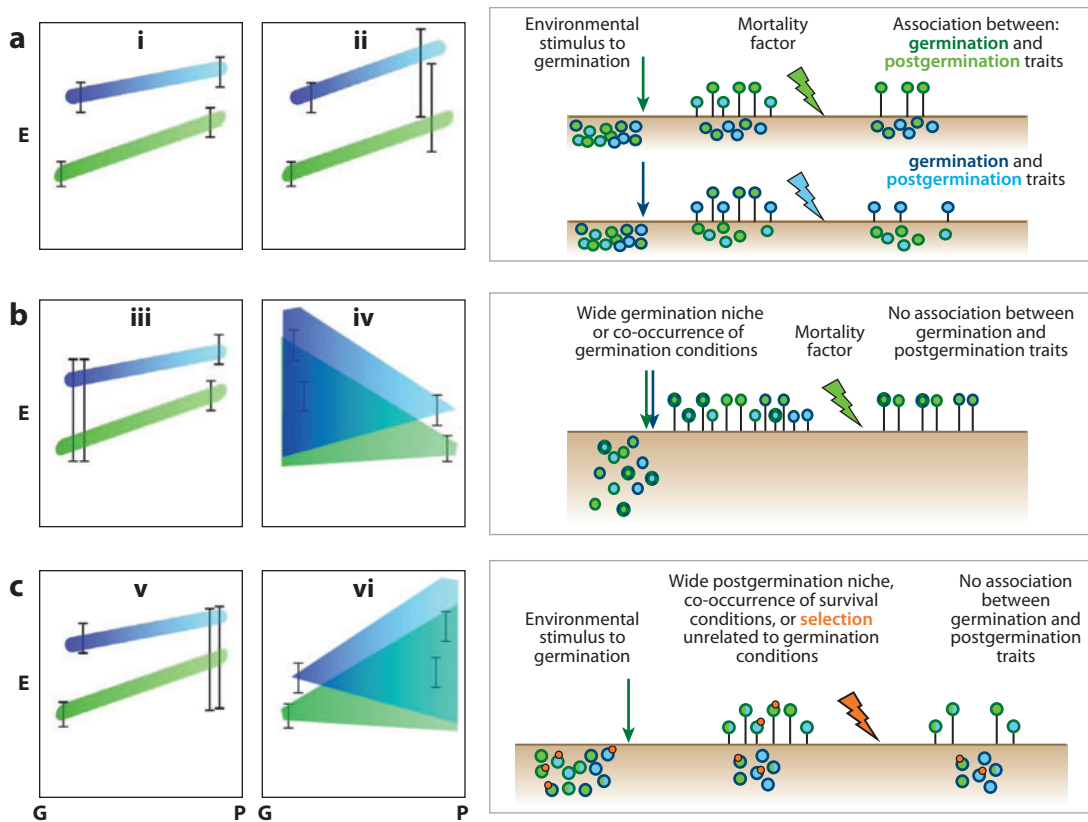 a
i
ii
E
Environmental
stimulus to
germination
Mortality
factor
Association between:
germination and
postgermination traits
germination and
postgermination traits
b
iii
iv
E
Wide germination niche
or co-occurrence of
germination conditions
Mortality
factor
No association between
germination and
postgermination traits
c
v
vi
E
G
P
G
P
Environmental
stimulus to
germination
Wide postgermination niche,
co-occurrence of survival
conditions, or selection
unrelated to germination
conditions
No association
between
germination and
postgermination
traits